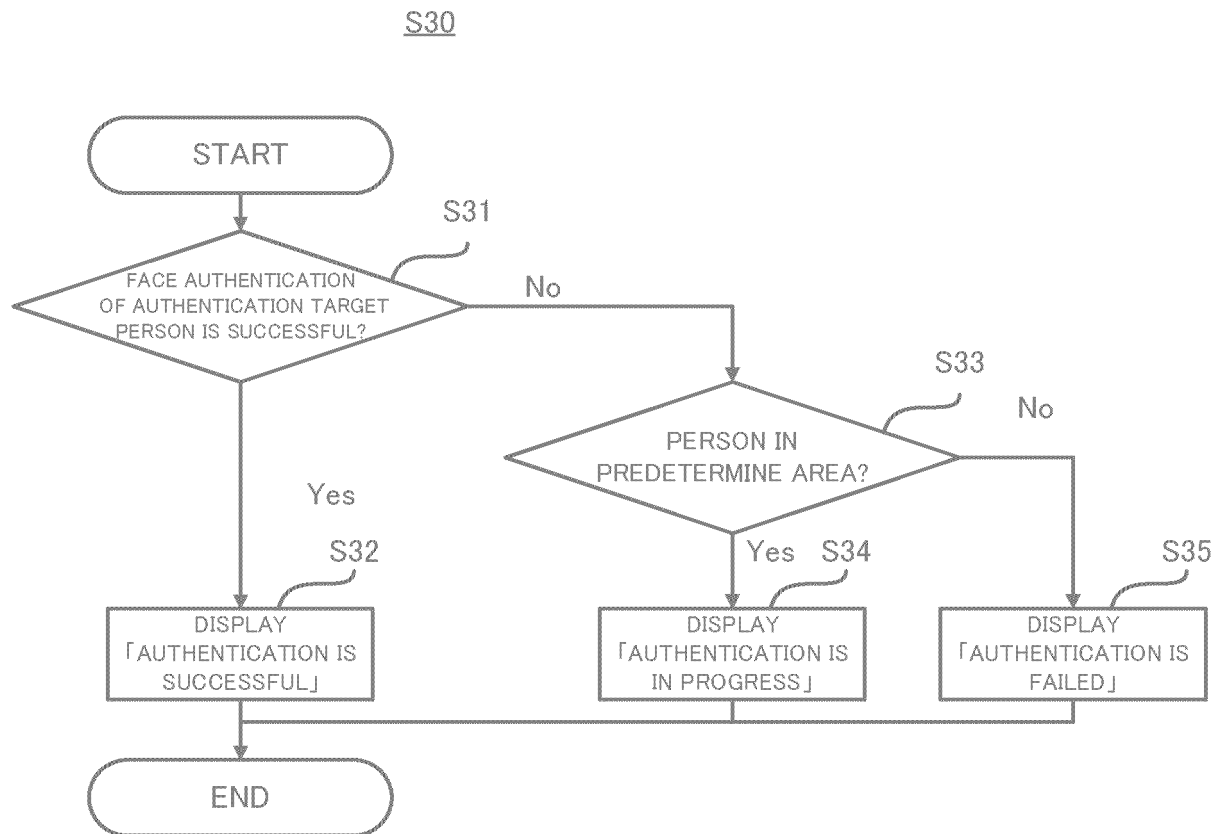 S30
START
S31
FACE AUTHENTICATION
OF AUTHENTICATION TARGET
PERSON IS SUCCESSFUL?
No
S33
No
PERSON IN
PREDETERMINE AREA?
Yes
S32
Yes
S34
S35
DISPLAY
「AUTHENTICATION IS
SUCCESSFUL」
DISPLAY
「AUTHENTICATION IS
IN PROGRESS」
DISPLAY
「AUTHENTICATION IS
FAILED」
END